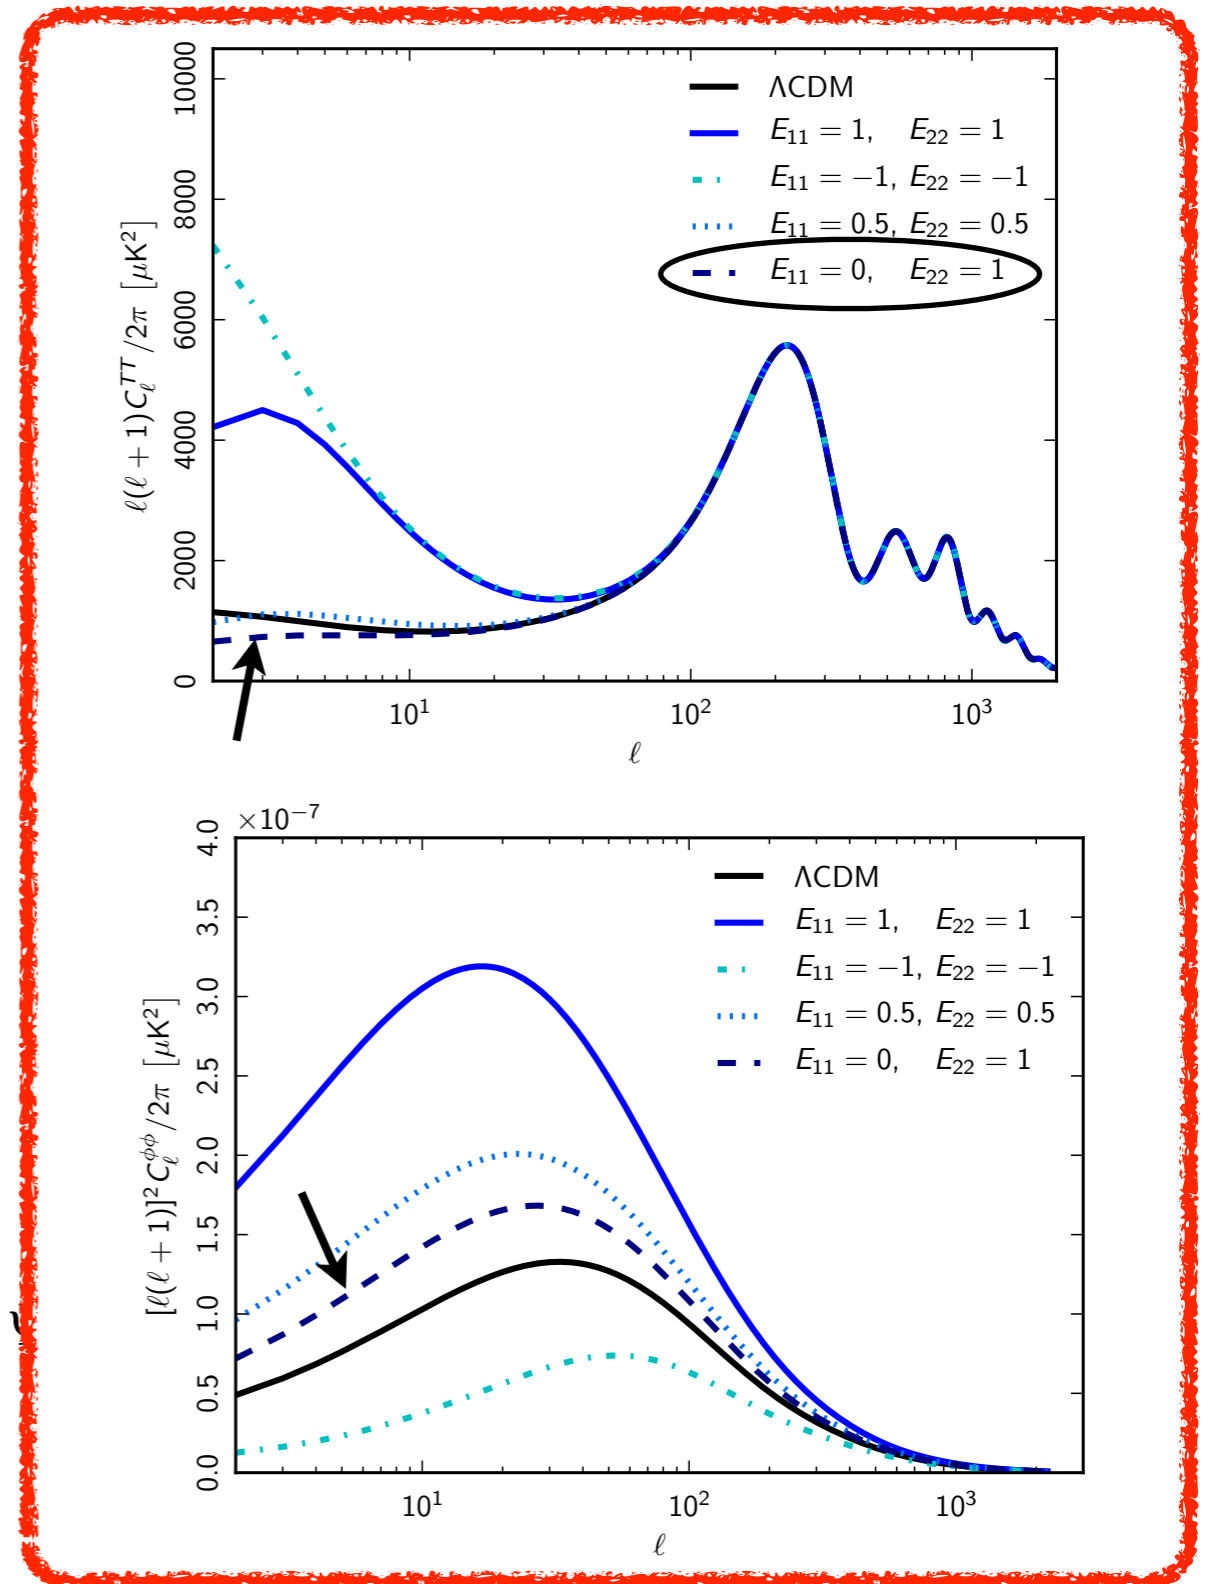 10000
8000
6000
4000
2000
0
ℓ(ℓ + 1)C_ℓ^{TT}/2π [μK²]
ΛCDM
E₁₁ = 1, E₂₂ = 1
E₁₁ = −1, E₂₂ = −1
E₁₁ = 0.5, E₂₂ = 0.5
E₁₁ = 0, E₂₂ = 1
10¹ 10² 10³
ℓ
×10⁻⁷
4.0
3.5
3.0
2.5
2.0
1.5
1.0
0.5
0.0
[ℓ(ℓ + 1)]²C_ℓ^{ϕϕ}/2π [μK²]
ΛCDM
E₁₁ = 1, E₂₂ = 1
E₁₁ = −1, E₂₂ = −1
E₁₁ = 0.5, E₂₂ = 0.5
E₁₁ = 0, E₂₂ = 1
10¹ 10² 10³
ℓ